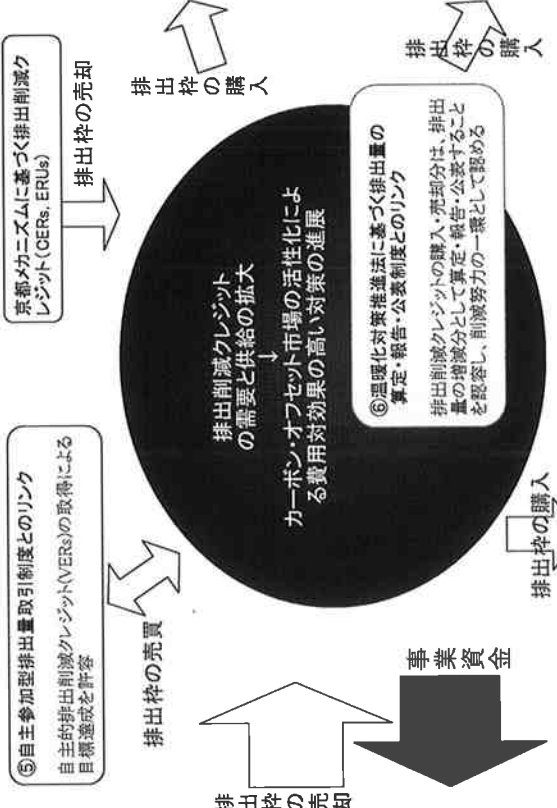 ⑤自主参加型排出量取引制度とのリンク
自主的排出削減クレジット(VERs)の取得による
目標達成を許容
京都メカニズムに基づく排出削減ク
レジット(CERs, ERUs)
排出枠の売買
排出枠の売却
排出枠の購入
排出削減クレジット
の需要と供給の拡大
↓
カーボン・オフセット市場の活性化によ
る費用対効果の高い対策の進展
⑥温暖化対策推進法に基づく排出量の
算定・報告・公表制度とのリンク
排出削減クレジットの購入・売却分は、排出
量の増減分として算定・報告・公表すること
を認容し、削減努力の一環として認める
排出枠の売却
事業資金
排出枠の購入
排出枠の購入